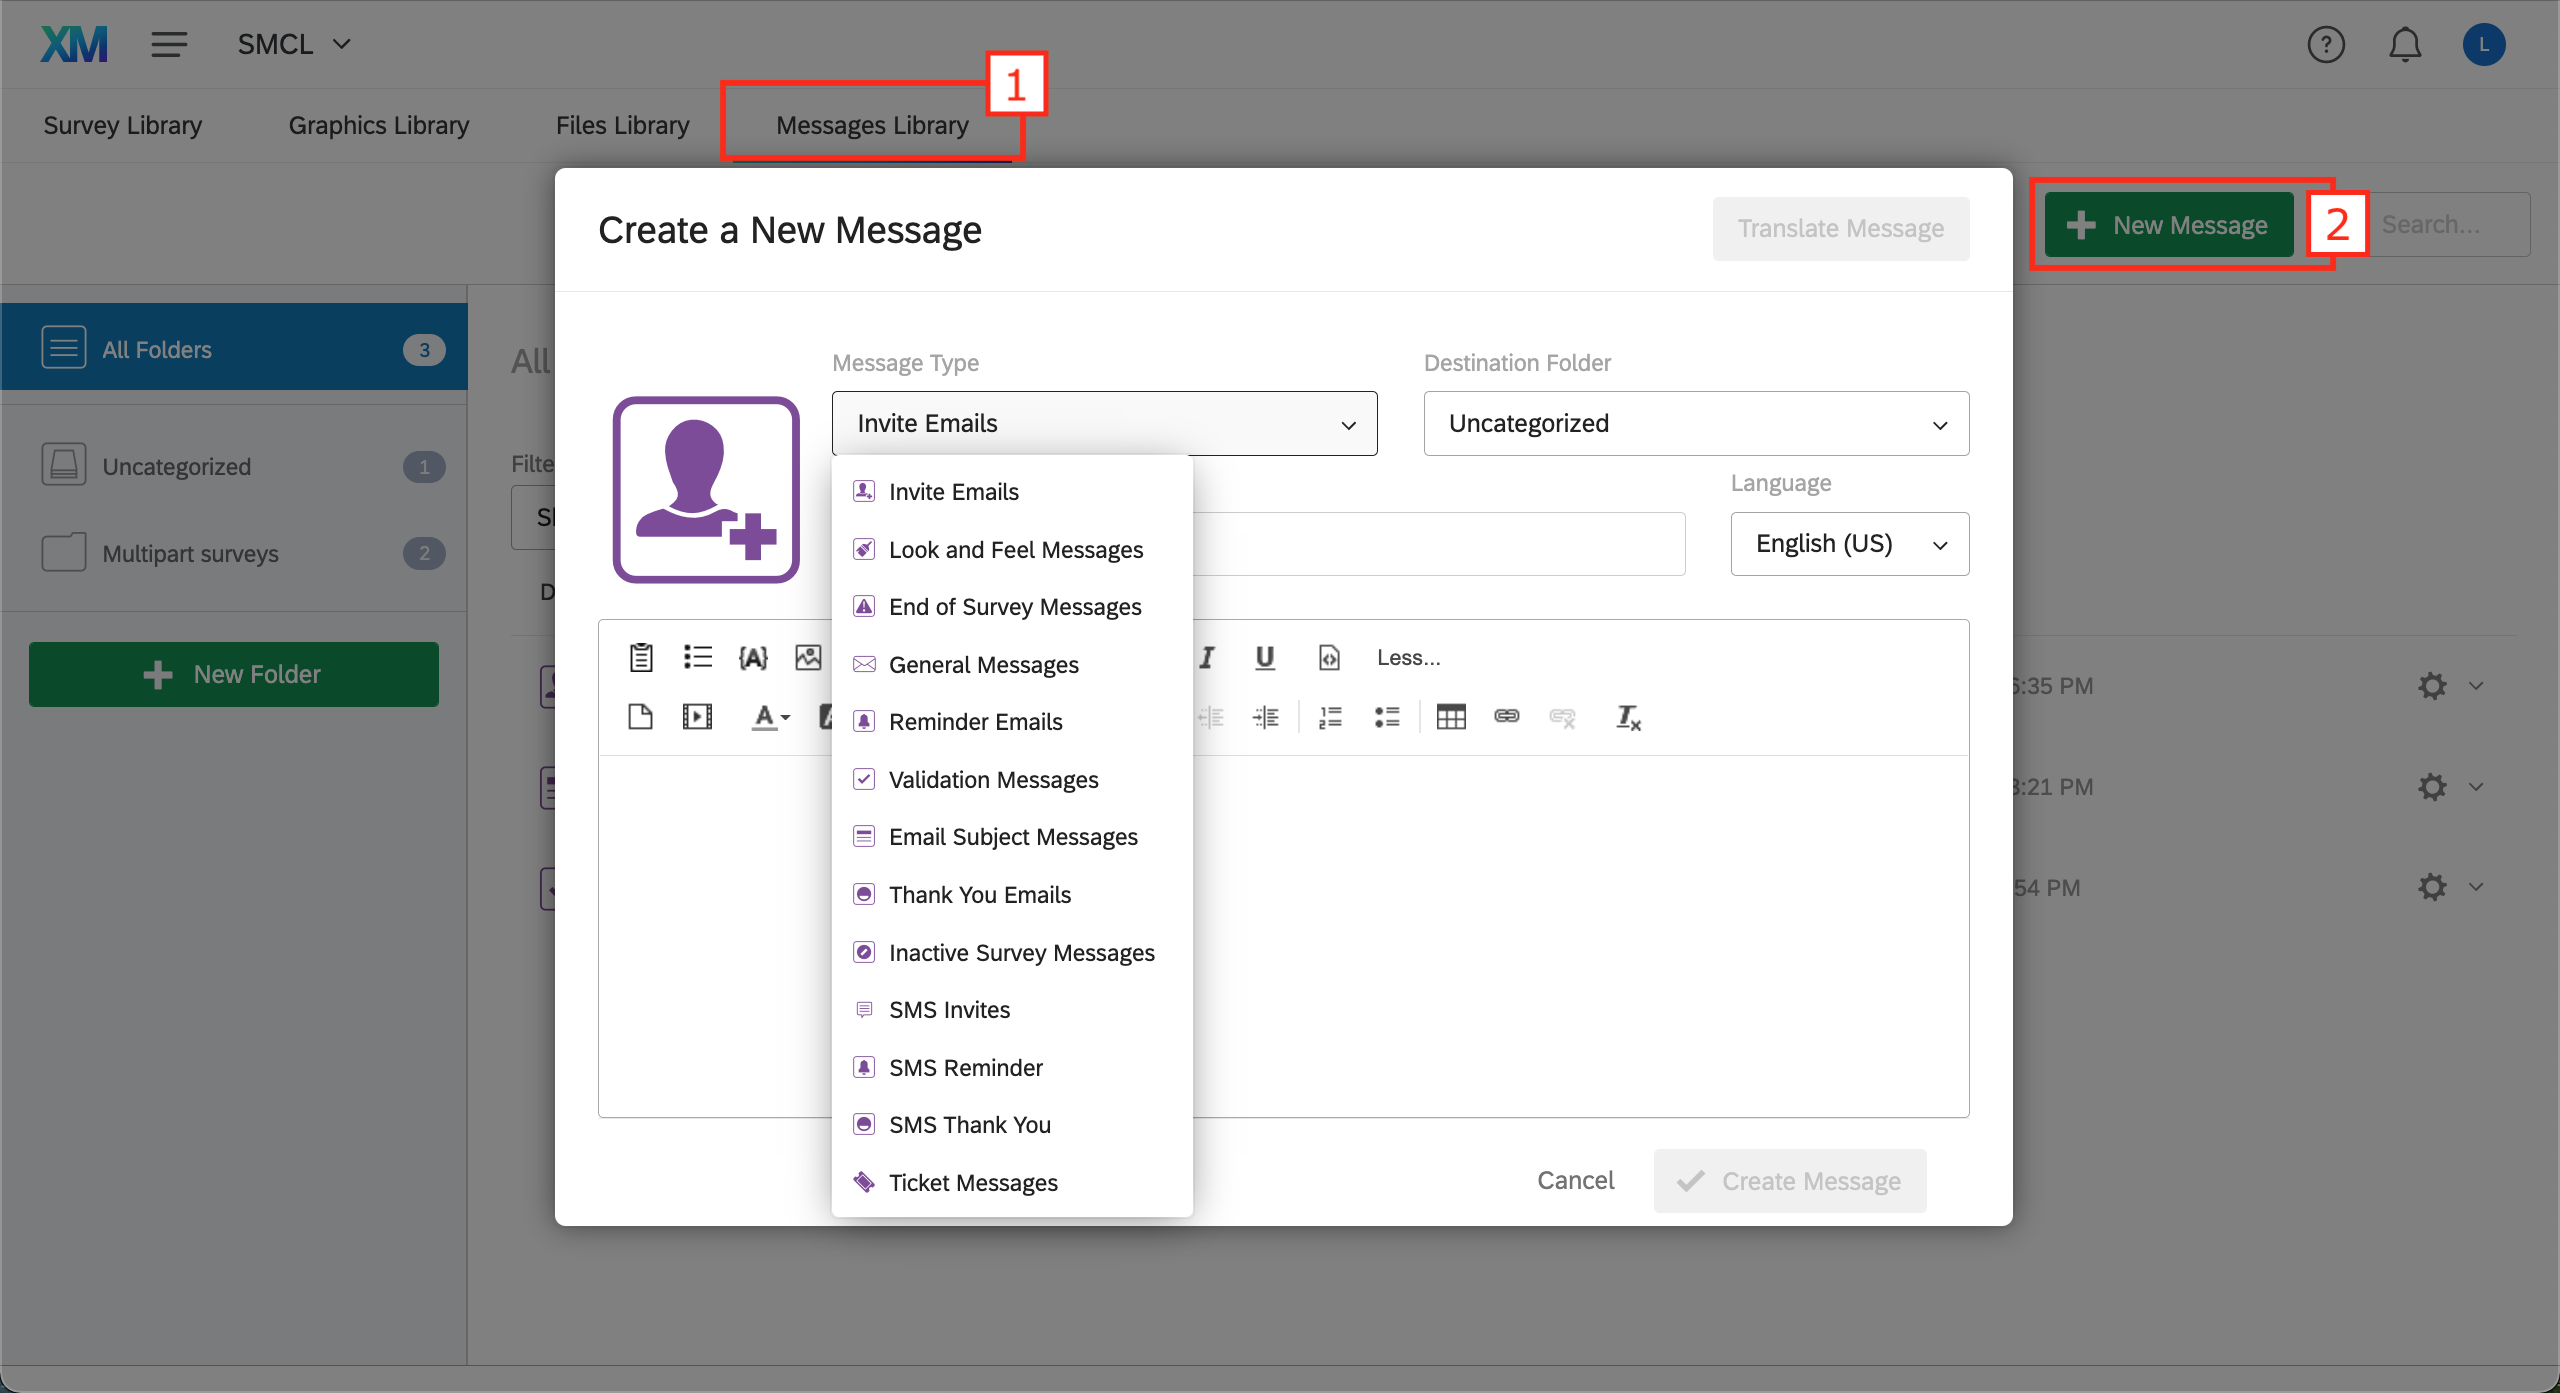 XM
SMCL
?
L
1
Survey Library
Graphics Library
Files Library
Messages Library
Create a New Message
Translate Message
New Message
2
Search...
All Folders
3
All
Message Type
Destination Folder
Invite Emails
Uncategorized
Uncategorized
1
Filte
Language
English (US)
Multipart surveys
2
D
New Folder
Invite Emails
Look and Feel Messages
End of Survey Messages
General Messages
Reminder Emails
Validation Messages
Email Subject Messages
Thank You Emails
Inactive Survey Messages
SMS Invites
SMS Reminder
SMS Thank You
Ticket Messages
{A}
I
U
Less...
A
:35 PM
:21 PM
54 PM
Cancel
Create Message